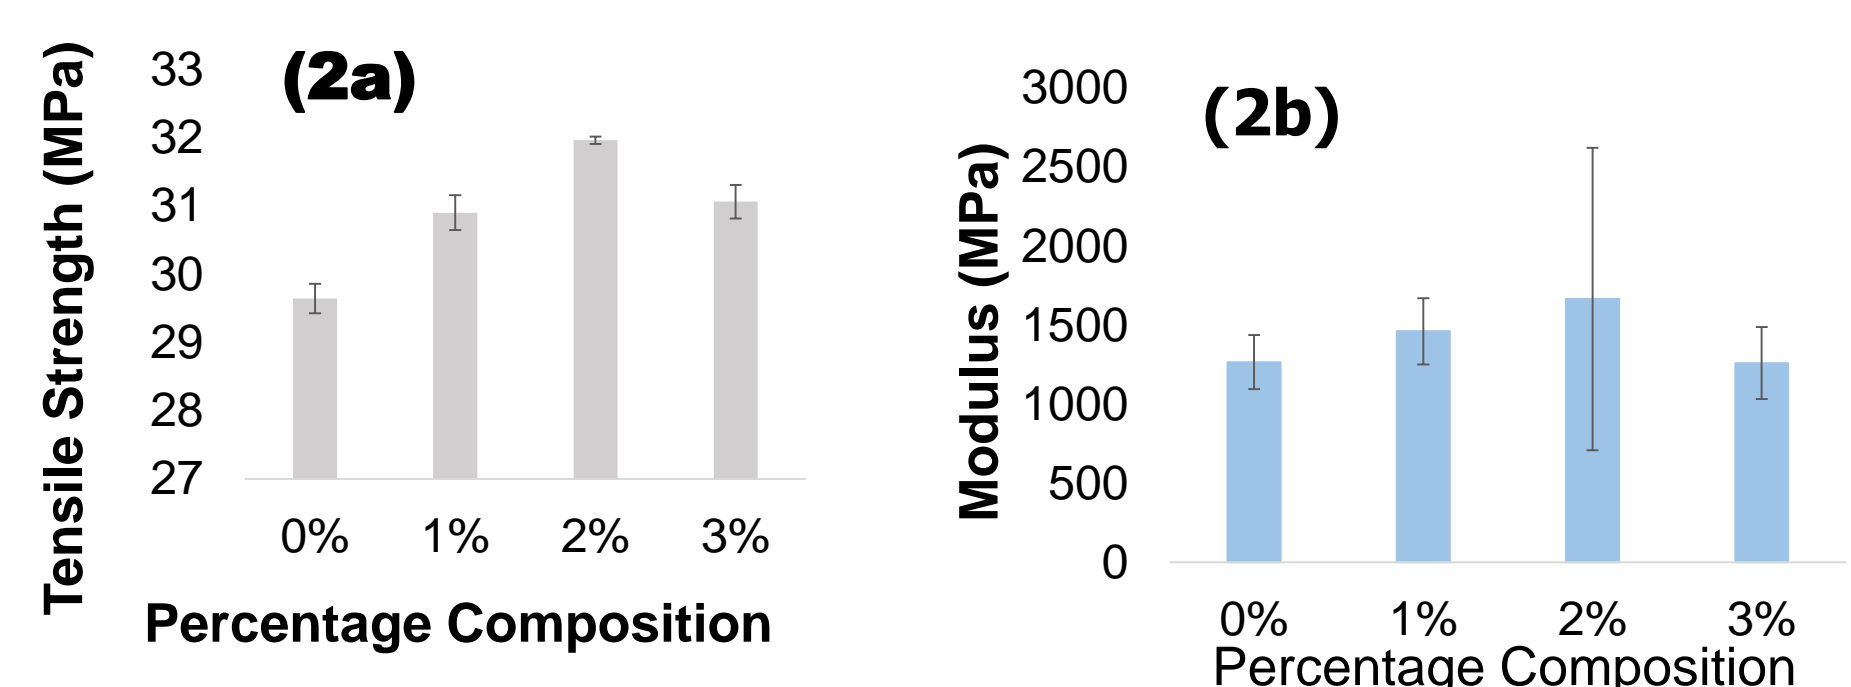 (2a)
Tensile Strength (MPa)
33
32
31
30
29
28
27
0% 1% 2% 3%
Percentage Composition
(2b)
Modulus (MPa)
3000
2500
2000
1500
1000
500
0
0% 1% 2% 3%
Percentage Composition